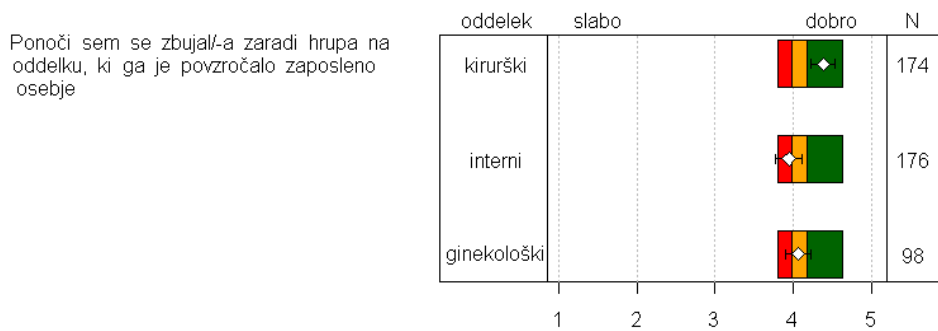 oddelek slabo dobro N
Ponoči sem se zbujal/-a zaradi hrupa na
oddelku, ki ga je povzročalo zaposleno
osebje
kirurški 174
interni 176
ginekološki 98
1 2 3 4 5